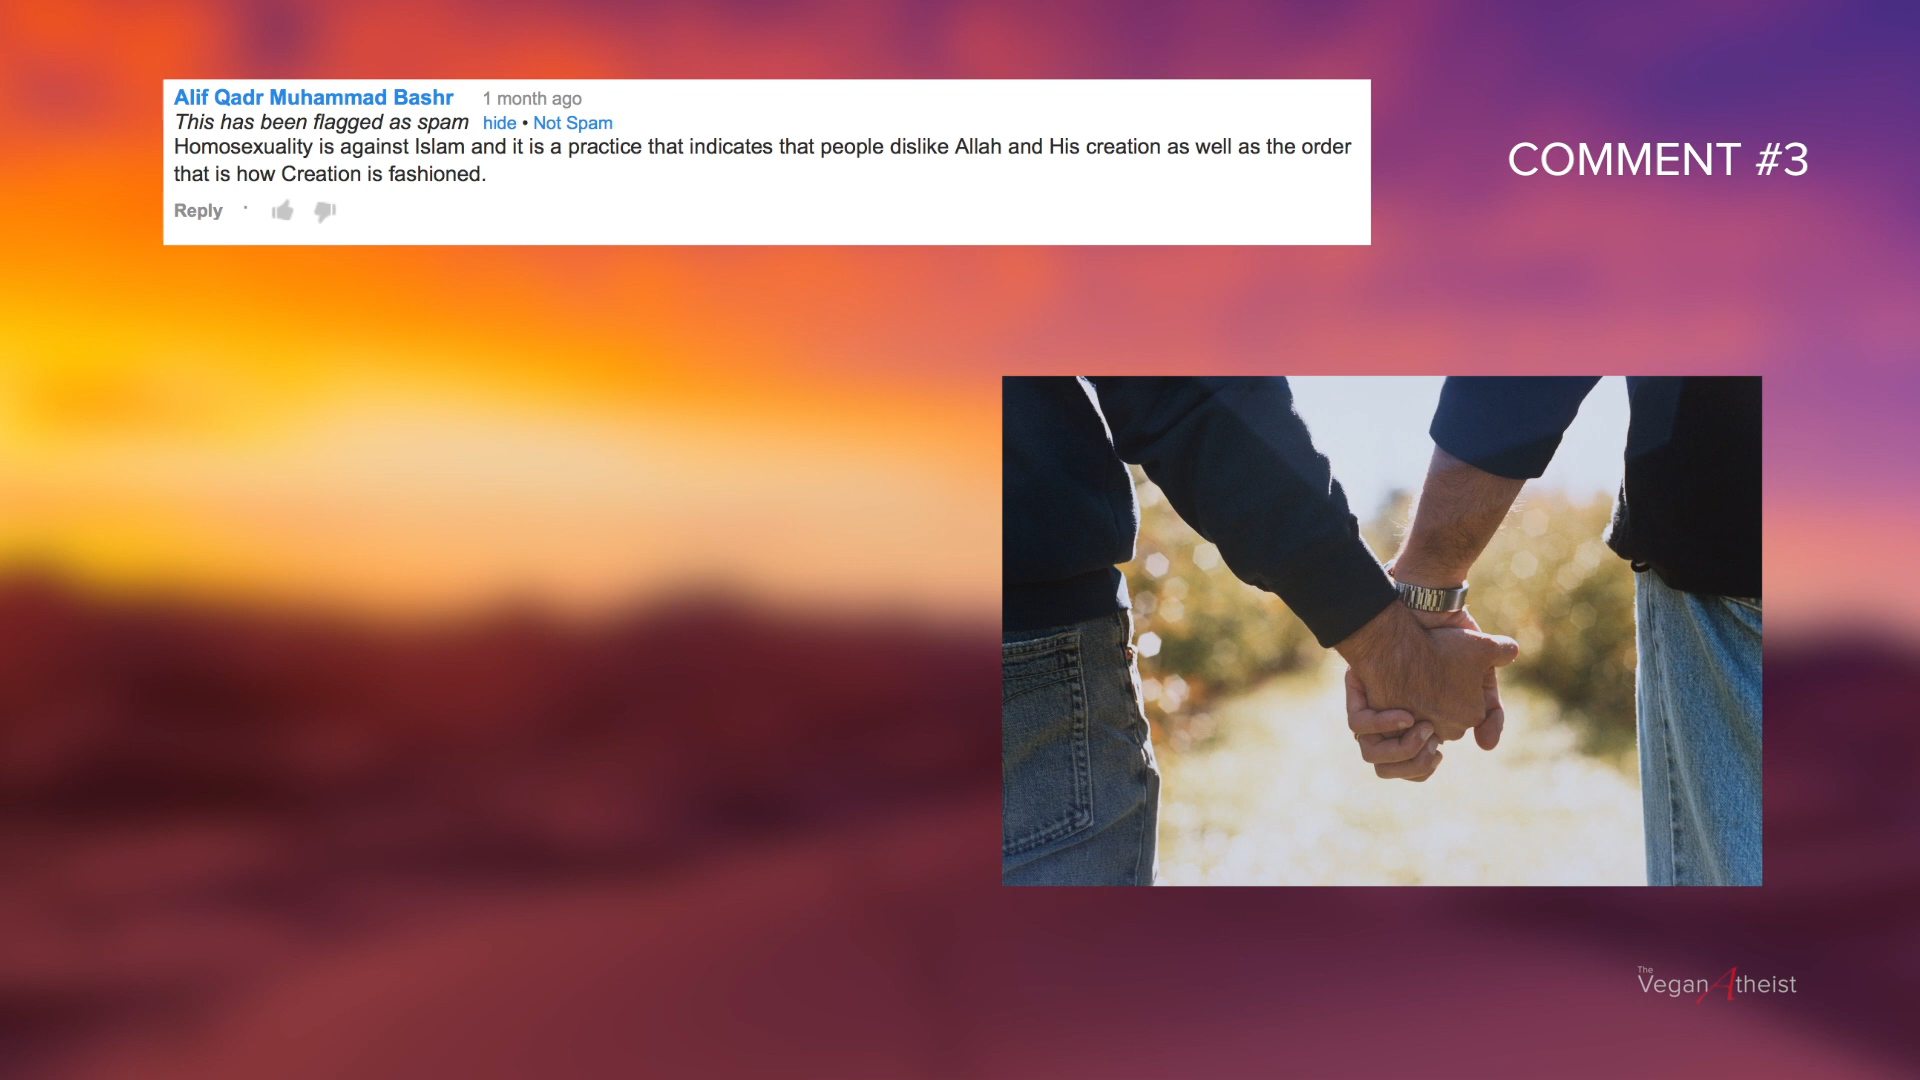 Alif Qadr Muhammad Bashr 1 month ago
This has been flagged as spam hide • Not Spam
Homosexuality is against Islam and it is a practice that indicates that people dislike Allah and His creation as well as the order
that is how Creation is fashioned.
Reply ·
COMMENT #3
The
VeganAtheist